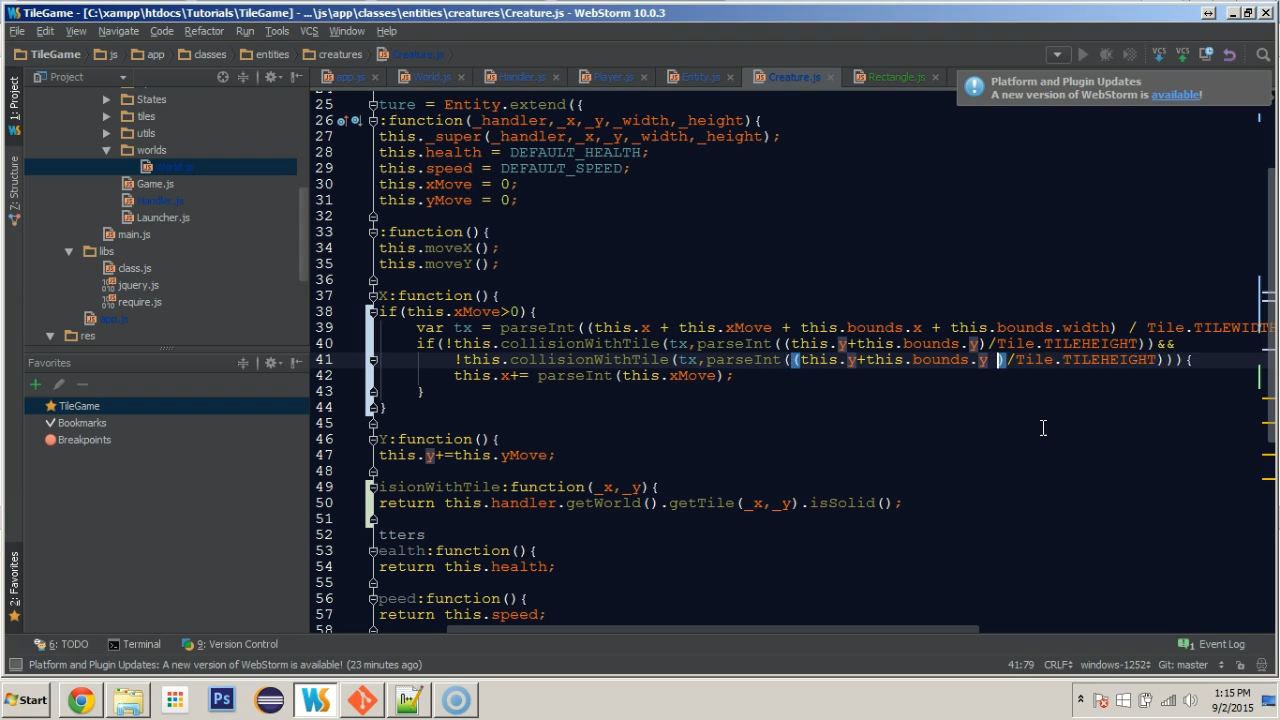 TileGame - [C:\xampp\htdocs\Tutorials\TileGame] - ...\js\app\classes\entities\creatures\Creature.js - WebStorm 10.0.3
File Edit View Navigate Code Refactor Run Tools VCS Window Help
TileGame js app classes entities creatures Creature.js
VCS VCS
1: Project
Z: Structure
2: Favorites
Project
app.js World.js Handler.js Player.js Entity.js Creature.js Rectangle.js
Platform and Plugin Updates
A new version of WebStorm is available!
States
tiles
utils
worlds
World.js
Game.js
Handler.js
Launcher.js
main.js
libs
class.js
jquery.js
require.js
app.js
res
Favorites
TileGame
Bookmarks
Breakpoints
25 ture = Entity.extend({
26 :function(_handler,_x,_y,_width,_height){
27 this._super(_handler,_x,_y,_width,_height);
28 this.health = DEFAULT_HEALTH;
29 this.speed = DEFAULT_SPEED;
30 this.xMove = 0;
31 this.yMove = 0;
32
33 :function(){
34 this.moveX();
35 this.moveY();
36
37 X:function(){
38 if(this.xMove>0){
39 var tx = parseInt((this.x + this.xMove + this.bounds.x + this.bounds.width) / Tile.TILEWIDTH
40 if(!this.collisionWithTile(tx,parseInt((this.y+this.bounds.y)/Tile.TILEHEIGHT))&&
41 !this.collisionWithTile(tx,parseInt((this.y+this.bounds.y )/Tile.TILEHEIGHT))){
42 this.x+= parseInt(this.xMove);
43 }
44 }
45
46 Y:function(){
47 this.y+=this.yMove;
48
49 isionWithTile:function(_x,_y){
50 return this.handler.getWorld().getTile(_x,_y).isSolid();
51
52 tters
53 ealth:function(){
54 return this.health;
55
56 peed:function(){
57 return this.speed;
58
6: TODO Terminal 9: Version Control 1 Event Log
Platform and Plugin Updates: A new version of WebStorm is available! (23 minutes ago) 41:79 CRLF windows-1252 Git: master
Start Ps WS 1:15 PM
9/2/2015